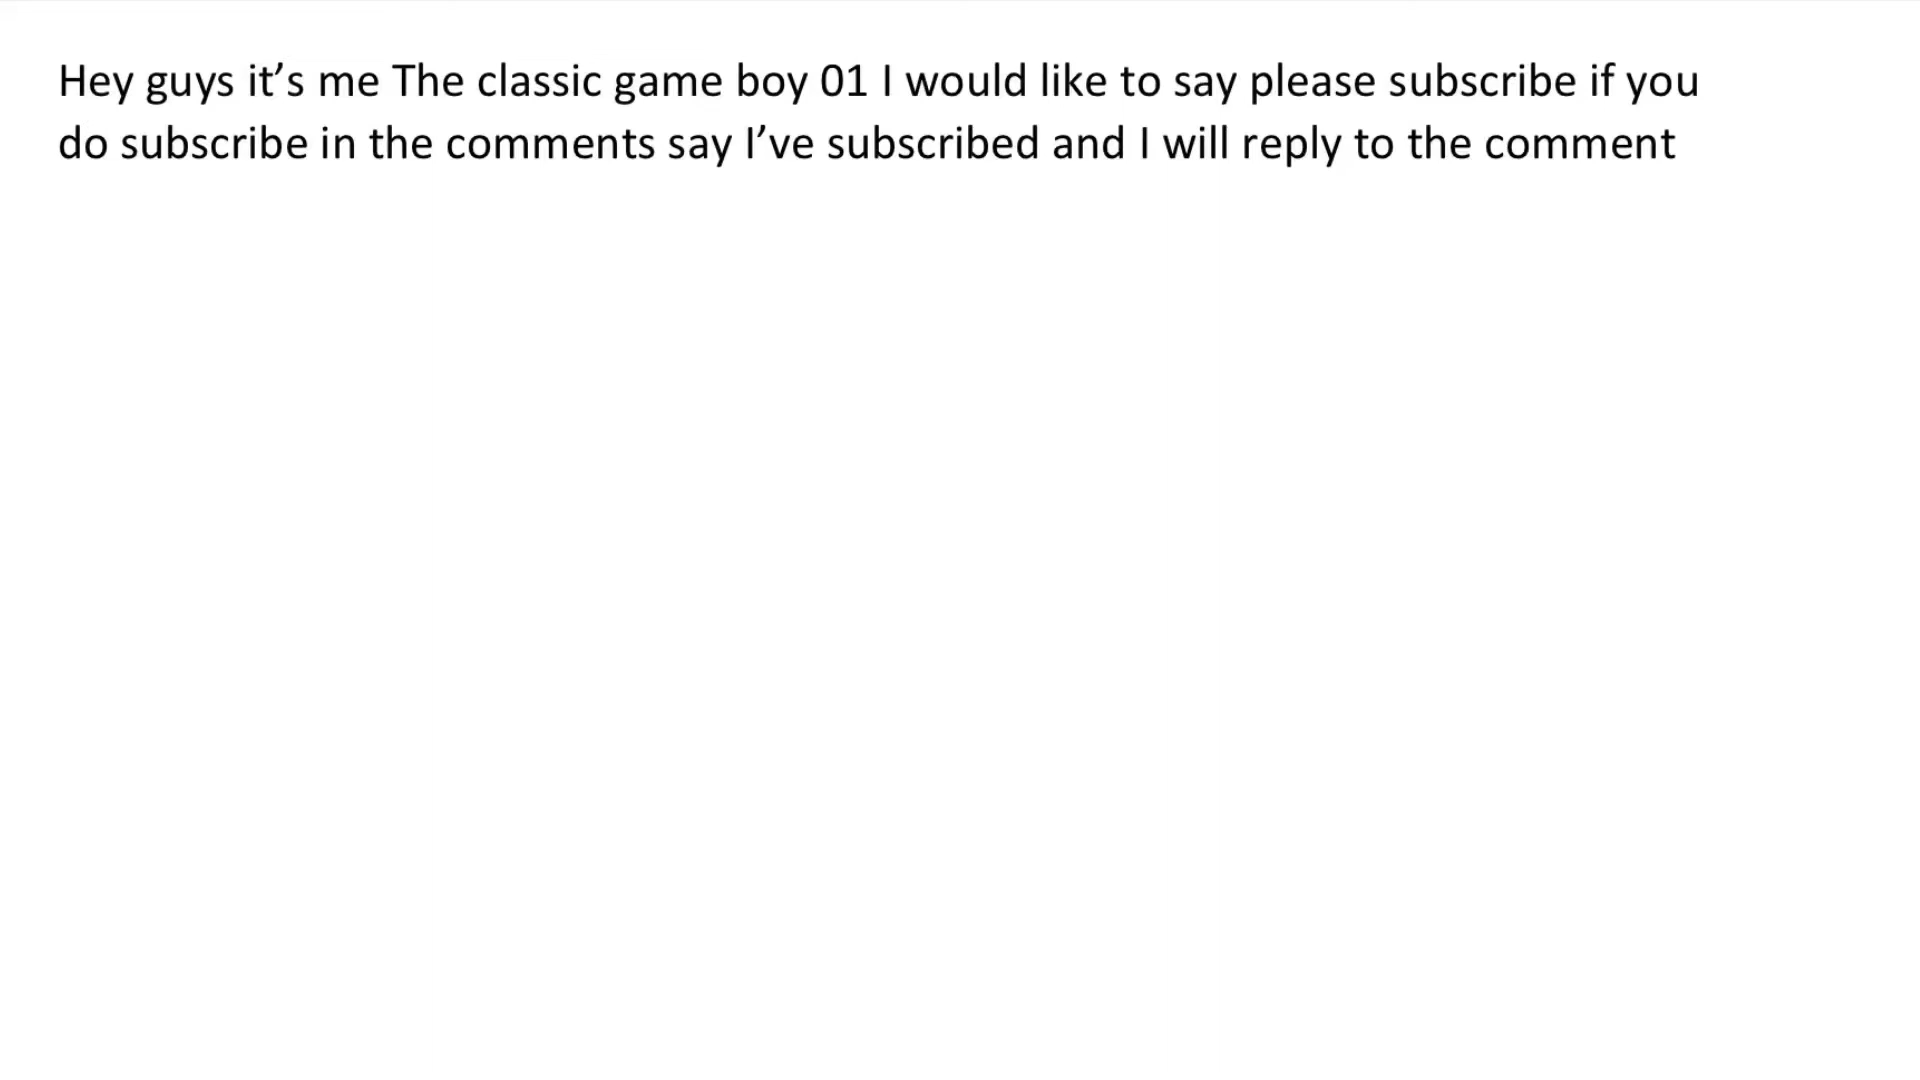 Hey guys it’s me The classic game boy 01 I would like to say please subscribe if you
do subscribe in the comments say I’ve subscribed and I will reply to the comment